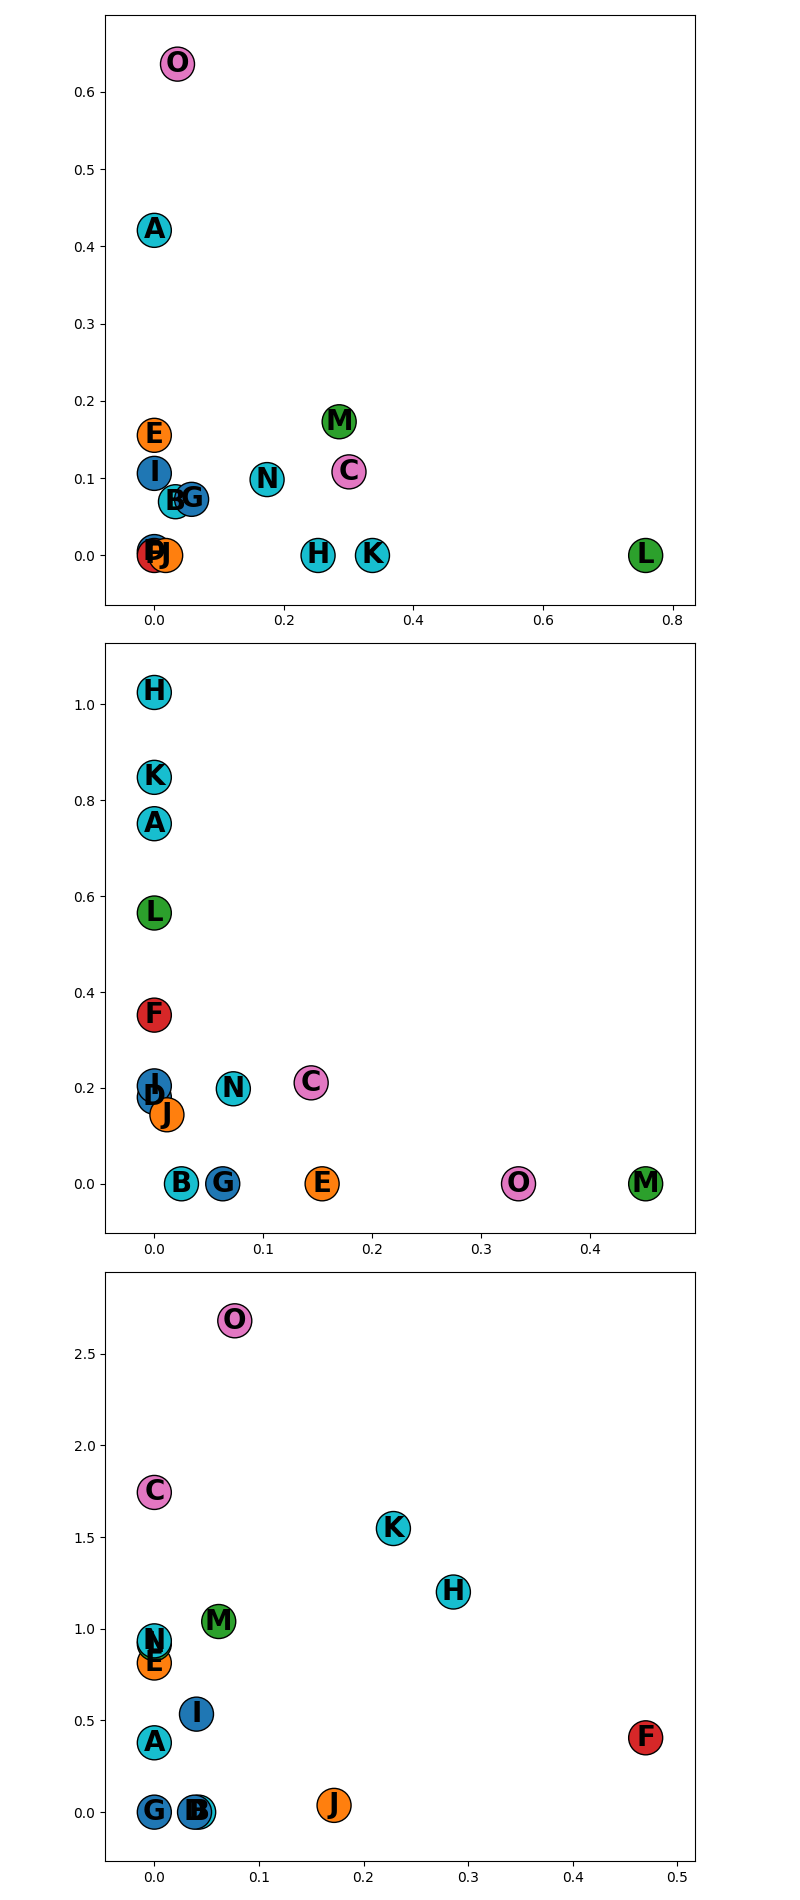 O
0.6
0.5
A
0.4
0.3
0.2
M
E
C
I
N
0.1
B G
D
0.0 F J H K L
0.0 0.2 0.4 0.6 0.8
H
1.0
K
0.8 A
0.6
L
0.4
F
0.2 I N C
D
J
0.0 B G E O M
0.0 0.1 0.2 0.3 0.4
O
2.5
2.0
C
1.5 K
H
1.0 M
N
E
0.5 I
A F
J
0.0 G D B
0.0 0.1 0.2 0.3 0.4 0.5